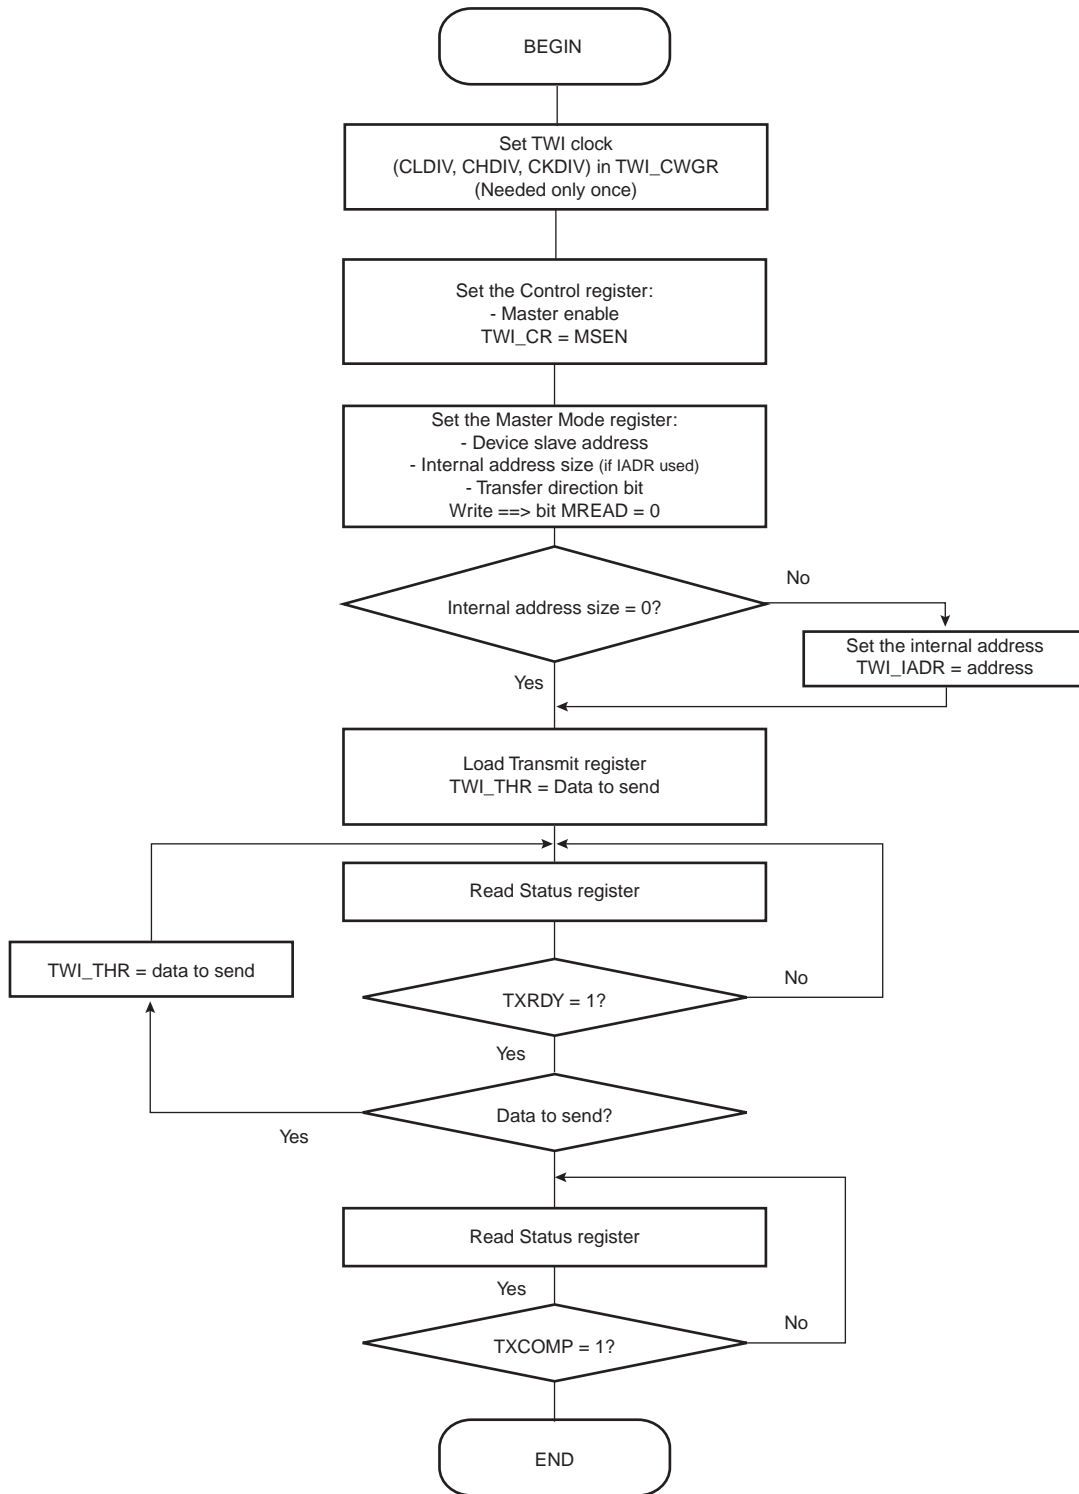 BEGIN
Set TWI clock
(CLDIV, CHDIV, CKDIV) in TWI_CWGR
(Needed only once)
Set the Control register:
- Master enable
TWI_CR = MSEN
Set the Master Mode register:
- Device slave address
- Internal address size (if IADR used)
- Transfer direction bit
Write ==> bit MREAD = 0
No
Internal address size = 0?
Set the internal address
TWI_IADR = address
Yes
Load Transmit register
TWI_THR = Data to send
Read Status register
TWI_THR = data to send
No
TXRDY = 1?
Yes
Data to send?
Yes
Read Status register
Yes
No
TXCOMP = 1?
END